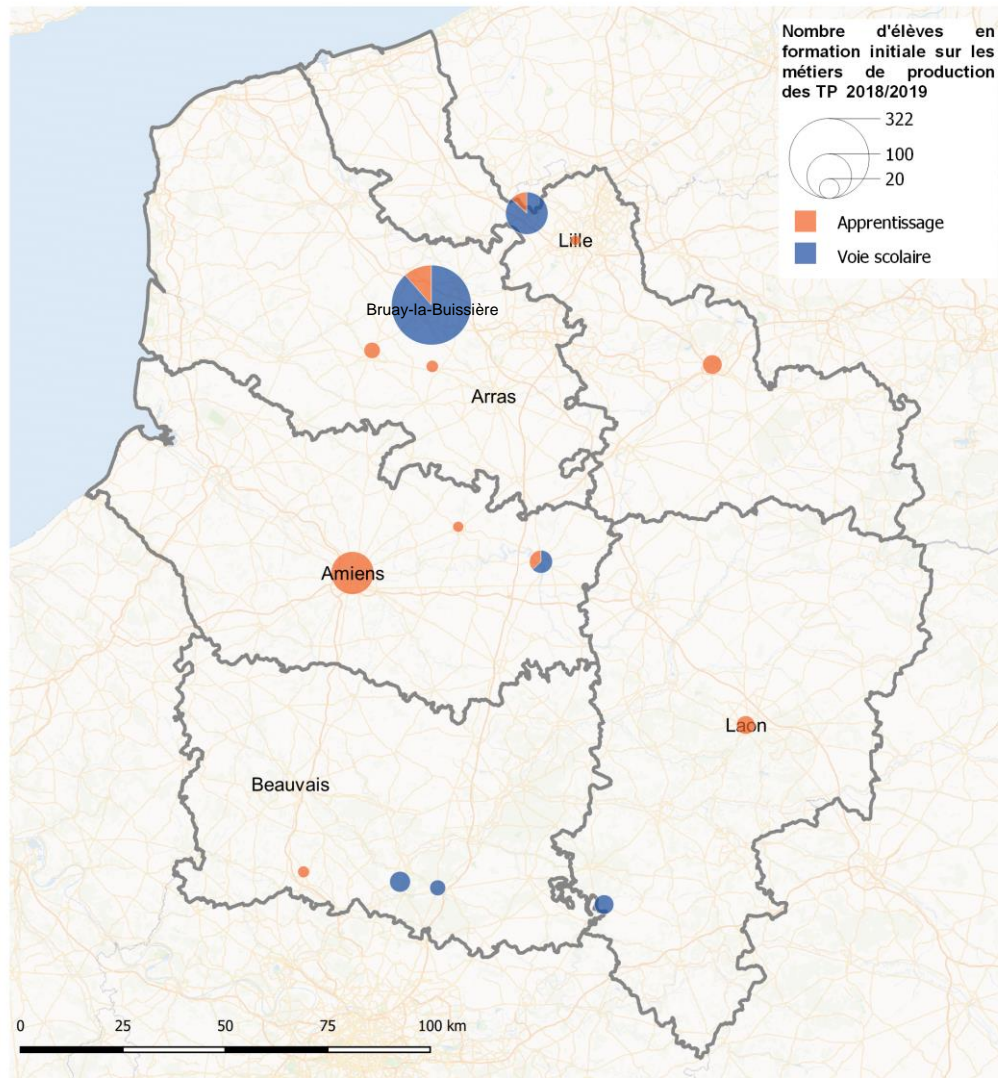 Nombre d'élèves en
formation initiale sur les
métiers de production
des TP 2018/2019
322
100
20
Apprentissage
Voie scolaire
Lille
Bruay-la-Buissière
Arras
Amiens
Laon
Beauvais
0 25 50 75 100 km